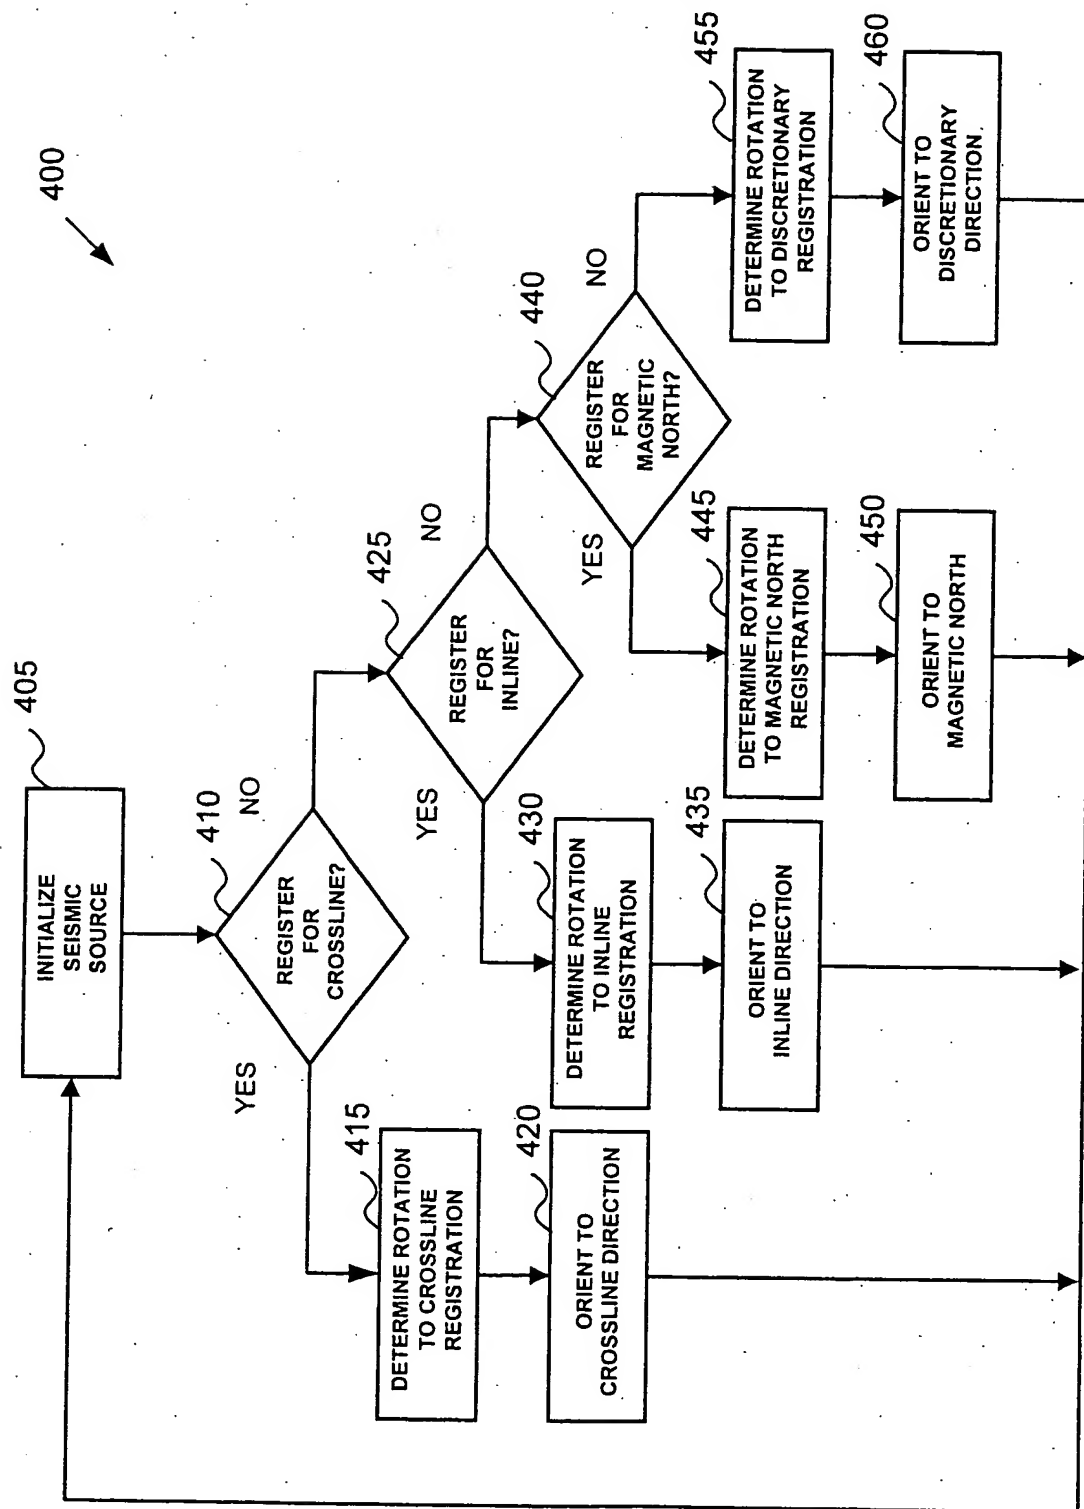 400
405
INITIALIZE
SEISMIC
SOURCE
410
REGISTER
FOR
CROSSLINE?
YES
NO
415
DETERMINE ROTATION
TO CROSSLINE
REGISTRATION
420
ORIENT TO
CROSSLINE DIRECTION
425
REGISTER
FOR
INLINE?
YES
NO
430
DETERMINE ROTATION
TO INLINE
REGISTRATION
435
ORIENT TO
INLINE DIRECTION
440
REGISTER
FOR
MAGNETIC
NORTH?
YES
NO
445
DETERMINE ROTATION
TO MAGNETIC NORTH
REGISTRATION
450
ORIENT TO
MAGNETIC NORTH
455
DETERMINE ROTATION
TO DISCRETIONARY
REGISTRATION
460
ORIENT TO
DISCRETIONARY
DIRECTION.